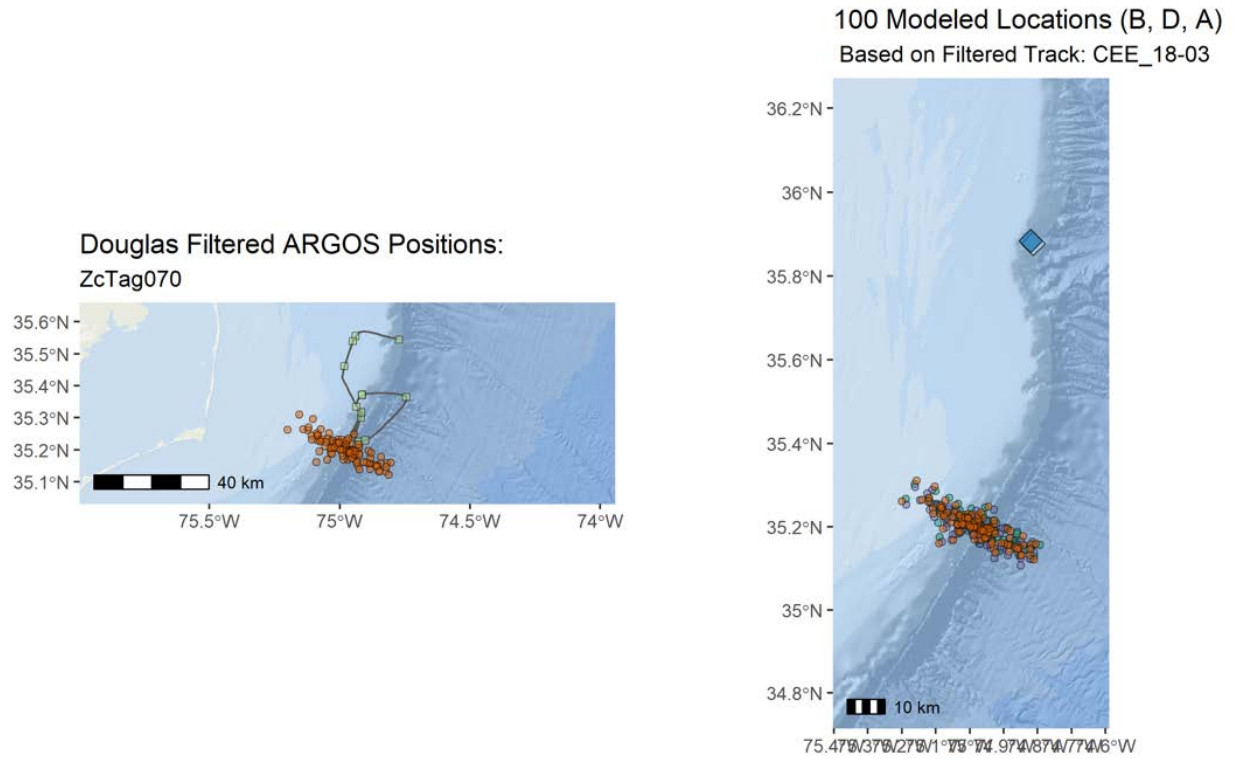 100 Modeled Locations (B, D, A)
Based on Filtered Track: CEE_18-03
Douglas Filtered ARGOS Positions:
ZcTag070
35.6°N
35.5°N
35.4°N
35.3°N
35.2°N
35.1°N
40 km
75.5°W
75°W
74.5°W
74°W
36.2°N
36°N
35.8°N
35.6°N
35.4°N
35.2°N
35°N
34.8°N
10 km